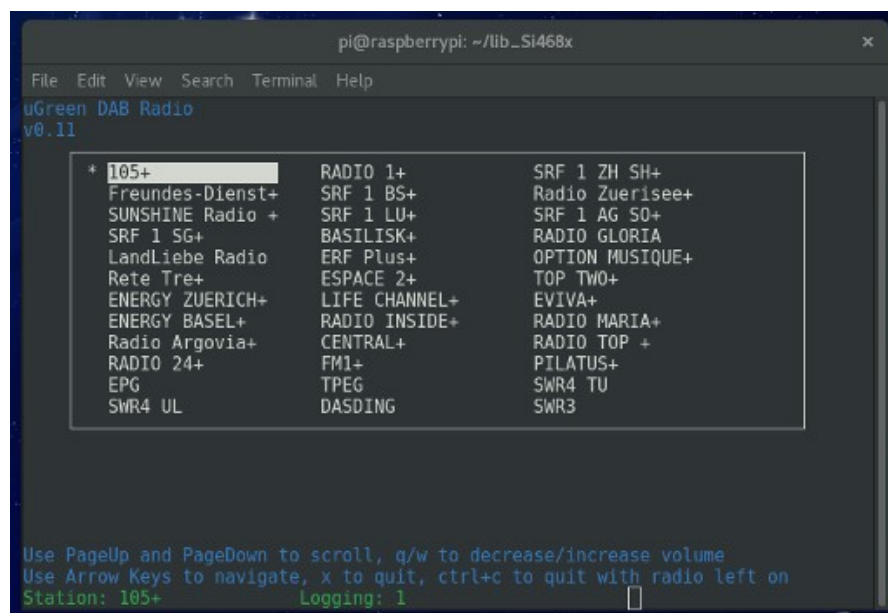 pi@raspberrypi: ~/lib_Si468x ×
File Edit View Search Terminal Help
uGreen DAB Radio
v0.11
* 105+ RADIO 1+ SRF 1 ZH SH+
Freundes-Dienst+ SRF 1 BS+ Radio Zuerisee+
SUNSHINE Radio + SRF 1 LU+ SRF 1 AG SO+
SRF 1 SG+ BASILISK+ RADIO GLORIA
LandLiebe Radio ERF Plus+ OPTION MUSIQUE+
Rete Tre+ ESPACE 2+ TOP TWO+
ENERGY ZUERICH+ LIFE CHANNEL+ EVIVA+
ENERGY BASEL+ RADIO INSIDE+ RADIO MARIA+
Radio Argovia+ CENTRAL+ RADIO TOP +
RADIO 24+ FM1+ PILATUS+
EPG TPEG SWR4 TU
SWR4 UL DASDING SWR3
Use PageUp and PageDown to scroll, q/w to decrease/increase volume
Use Arrow Keys to navigate, x to quit, ctrl+c to quit with radio left on
Station: 105+ Logging: 1